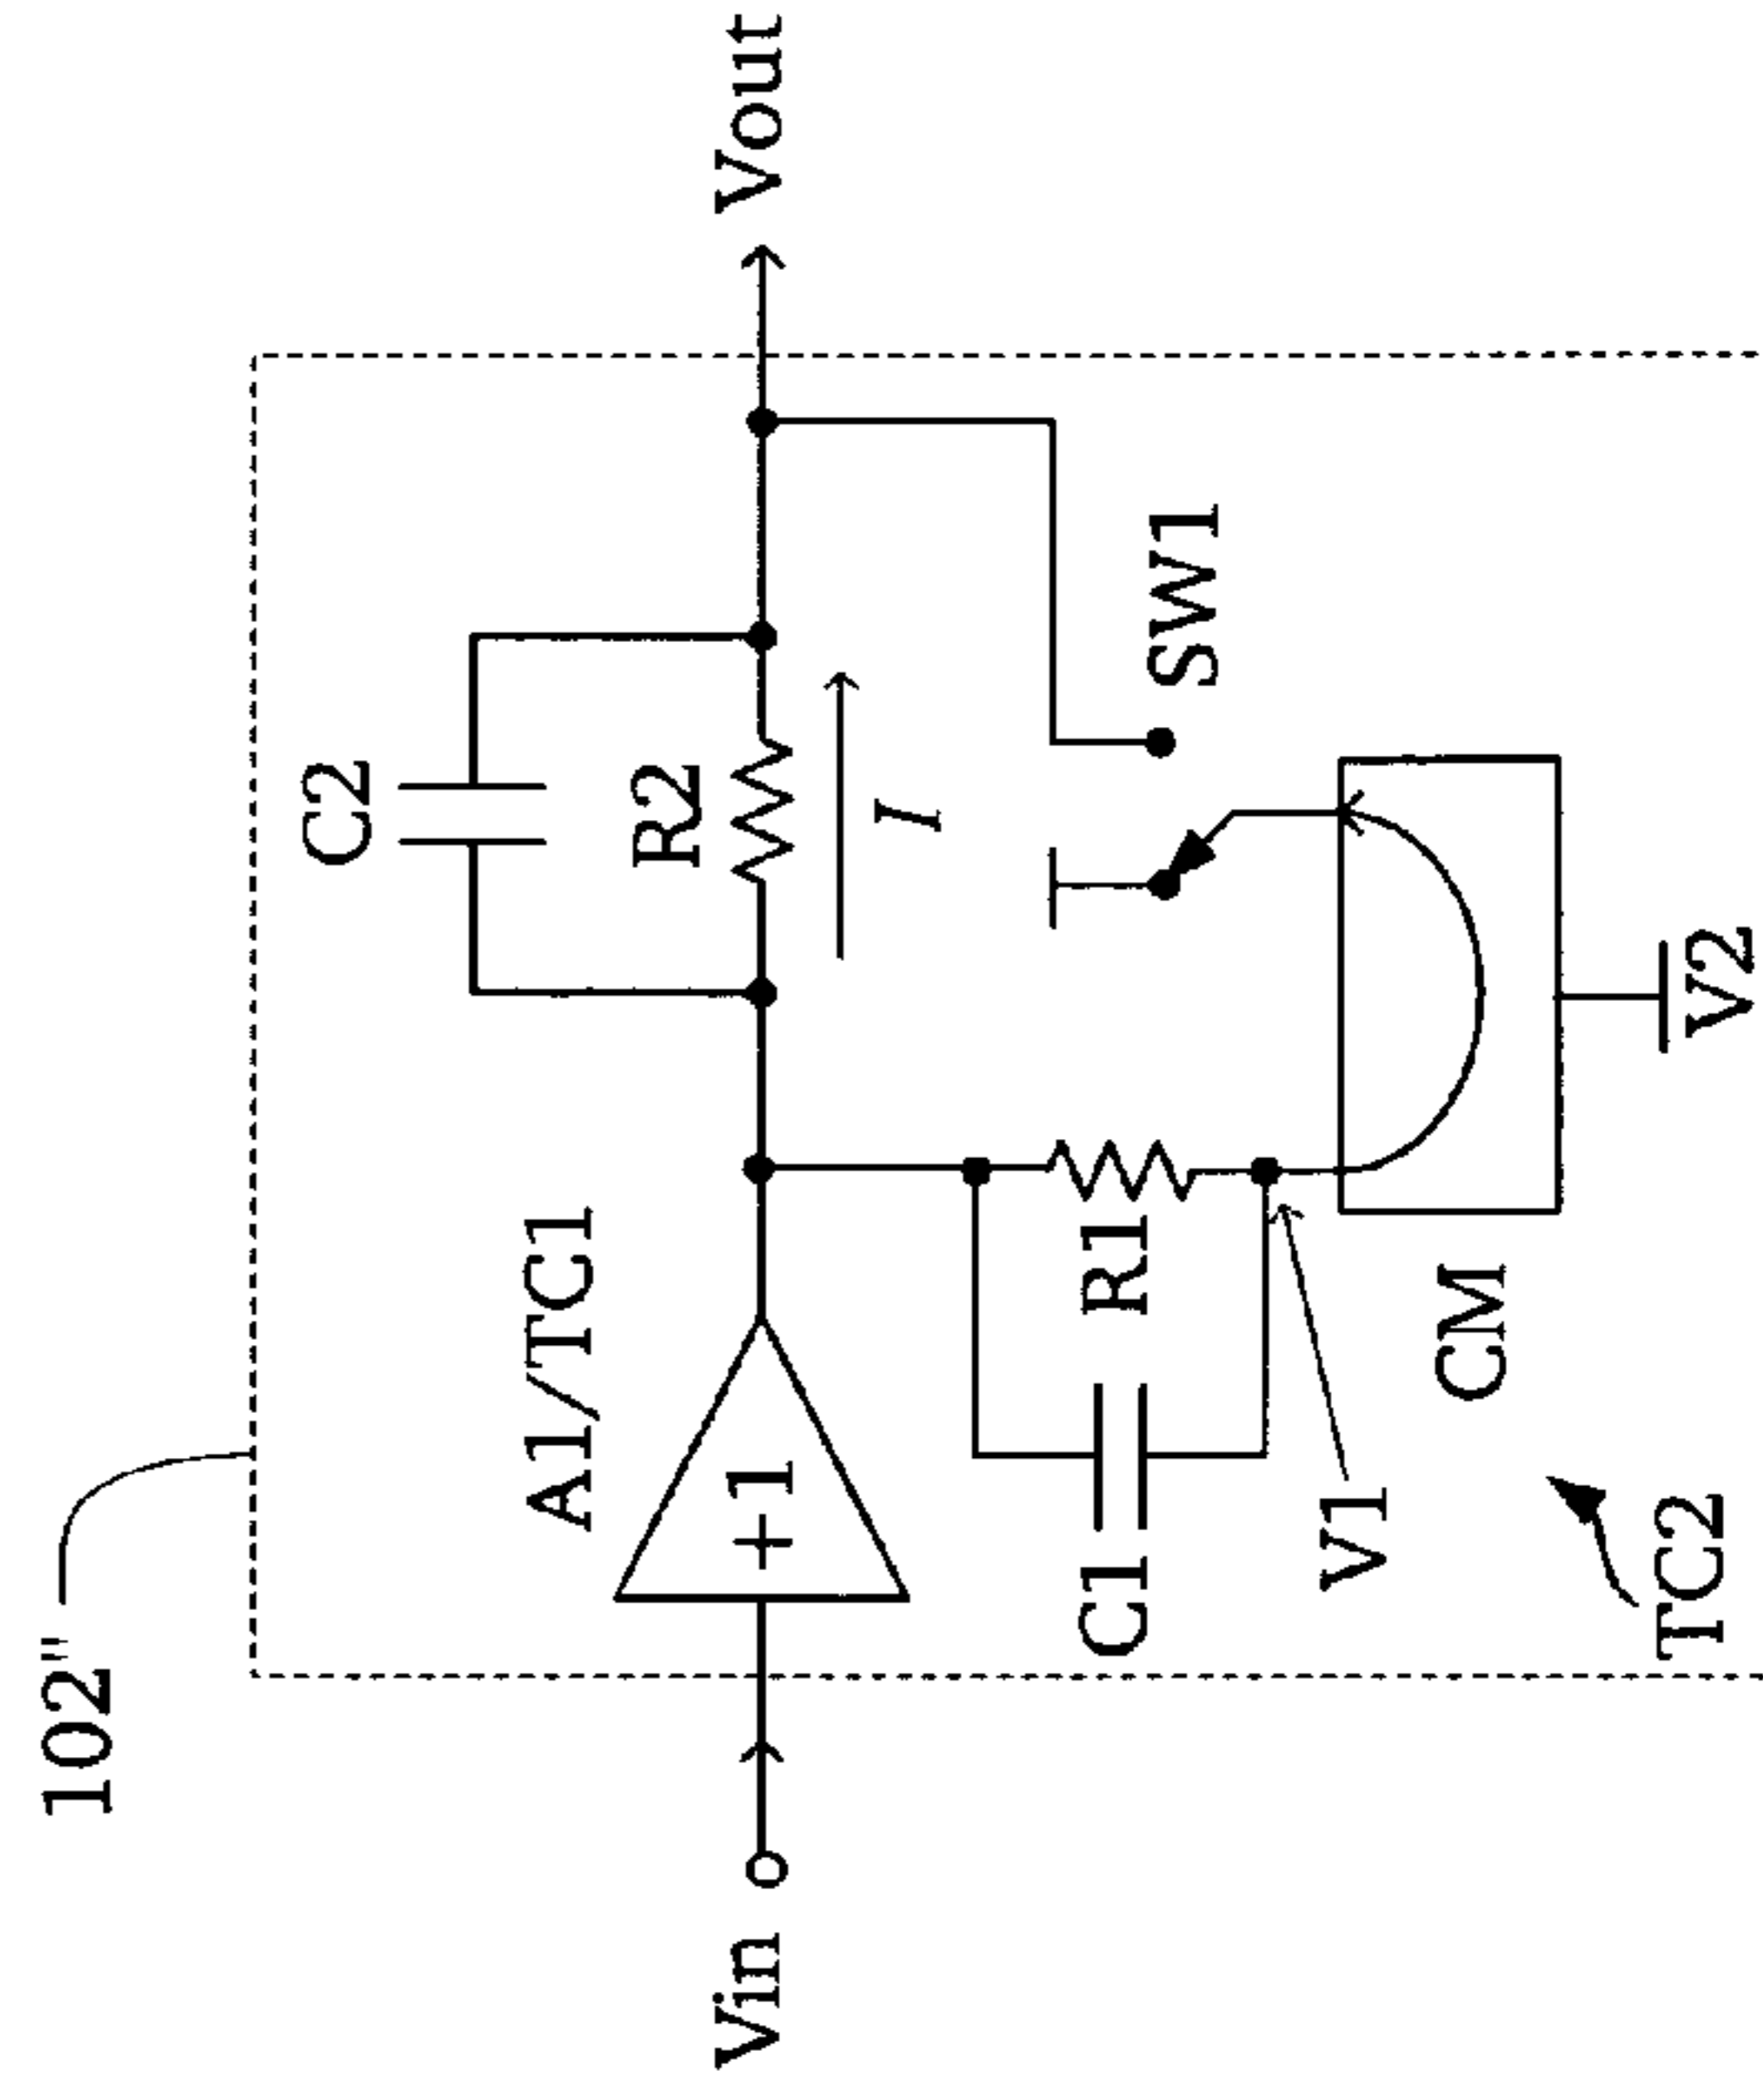 102"
C2
R2
I
A1/TC1
+1
Vin
Vout
C1
R1
SW1
V1
CM
TC2
V2